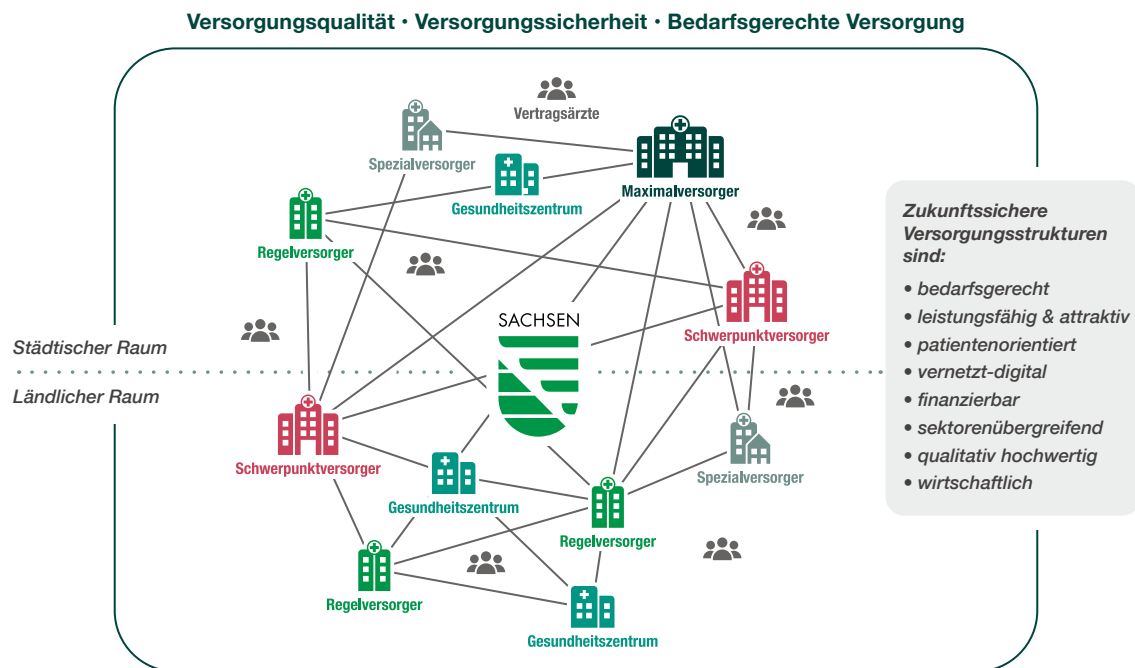 Versorgungsqualität · Versorgungssicherheit · Bedarfsgerechte Versorgung
Vertragsärzte
Spezialversorger
Maximalversorger
Gesundheitszentrum
Regelversorger
Schwerpunktversorger
SACHSEN
Städtischer Raum
Ländlicher Raum
Schwerpunktversorger
Spezialversorger
Gesundheitszentrum
Regelversorger
Regelversorger
Gesundheitszentrum
Zukunftssichere
Versorgungsstrukturen
sind:
• bedarfsgerecht
• leistungsfähig & attraktiv
• patientenorientiert
• vernetzt-digital
• finanzierbar
• sektorenübergreifend
• qualitativ hochwertig
• wirtschaftlich